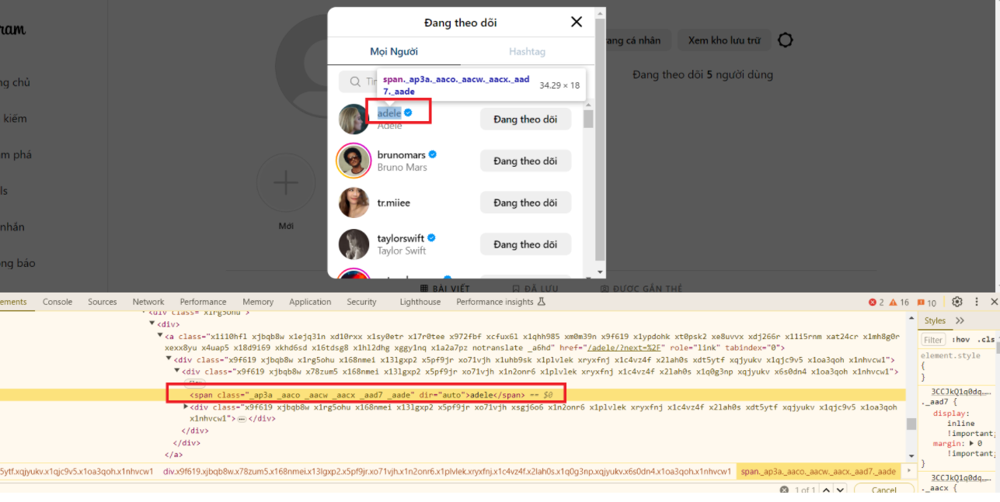 ram
Đang theo dõi
ang cá nhân
Xem kho lưu trữ
Mọi Người
Hashtag
ng chủ
Tìr
span._ap3a._aaco._aacw._aacx._aad
7._aade
34.29 × 18
Đang theo dõi 5 người dùng
kiếm
adele
Adele
Đang theo dõi
m phá
brunomars
Bruno Mars
Đang theo dõi
ls
tr.miiee
Đang theo dõi
nhắn
Mới
taylorswift
Taylor Swift
Đang theo dõi
ng báo
BÀI VIẾT
ĐÃ LƯU
ĐƯỢC GẮN THẺ
ements
Console
Sources
Network
Performance
Memory
Application
Security
Lighthouse
Performance insights
2
16
10
<div class="x1rg5ohu">
<div>
<a class="x1i10hfl xjbqb8w x1ejq31n xd10rxx x1sy0etr x17r0tee x972fbf xcfux6l x1qhh985 xm0m39n x9f619 x1ypdohk xt0psk2 xe8uvvx xdj266r x11i5rnm xat24cr x1mh8g0r
xexx8yu x4uap5 x18d9i69 xkhd6sd x16tdsg8 x1hl2dhg xggy1nq x1a2a7pz notranslate _a6hd" href="/adele/?next=%2F" role="link" tabindex="0">
<div class="x9f619 xjbqb8w x1rg5ohu x168nmei x13lgxp2 x5pf9jr xo71vjh x1uhb9sk x1plvlek xryxfnj x1c4vz4f x2lah0s xdt5ytf xqjyukv x1qjc9v5 x1oa3qoh x1nhvcw1">
<div class="x9f619 xjbqb8w x78zum5 x168nmei x13lgxp2 x5pf9jr xo71vjh x1n2onr6 x1plvlek xryxfnj x1c4vz4f x2lah0s x1q0g3np xqjyukv x6s0dn4 x1oa3qoh x1nhvcw1">
<span class="_ap3a _aaco _aacw _aacx _aad7 _aade" dir="auto">adele</span> == $0
<div class="x9f619 xjbqb8w x1rg5ohu x168nmei x13lgxp2 x5pf9jr xo71vjh xsgj6o6 x1n2onr6 x1plvlek xryxfnj x1c4vz4f x2lah0s xdt5ytf xqjyukv x1qjc9v5 x1oa3qoh
x1nhvcw1"> … </div>
</div>
</div>
</a>
5ytf.xqjyukv.x1qjc9v5.x1oa3qoh.x1nhvcw1
div.x9f619.xjbqb8w.x78zum5.x168nmei.x13lgxp2.x5pf9jr.xo71vjh.x1n2onr6.x1plvlek.xryxfnj.x1c4vz4f.x2lah0s.x1q0g3np.xqjyukv.x6s0dn4.x1oa3qoh.x1nhvcw1
span._ap3a._aaco._aacw._aacx._aad7._aade
1 of 1
Cancel
Styles
Filter
:hov
.cls
element.style
{
}
3CCJkQ1q0dq……
._aad7 {
display:
inline
!important;
margin: 0
!important;
}
3CCJkQ1q0dq……
._aacx {